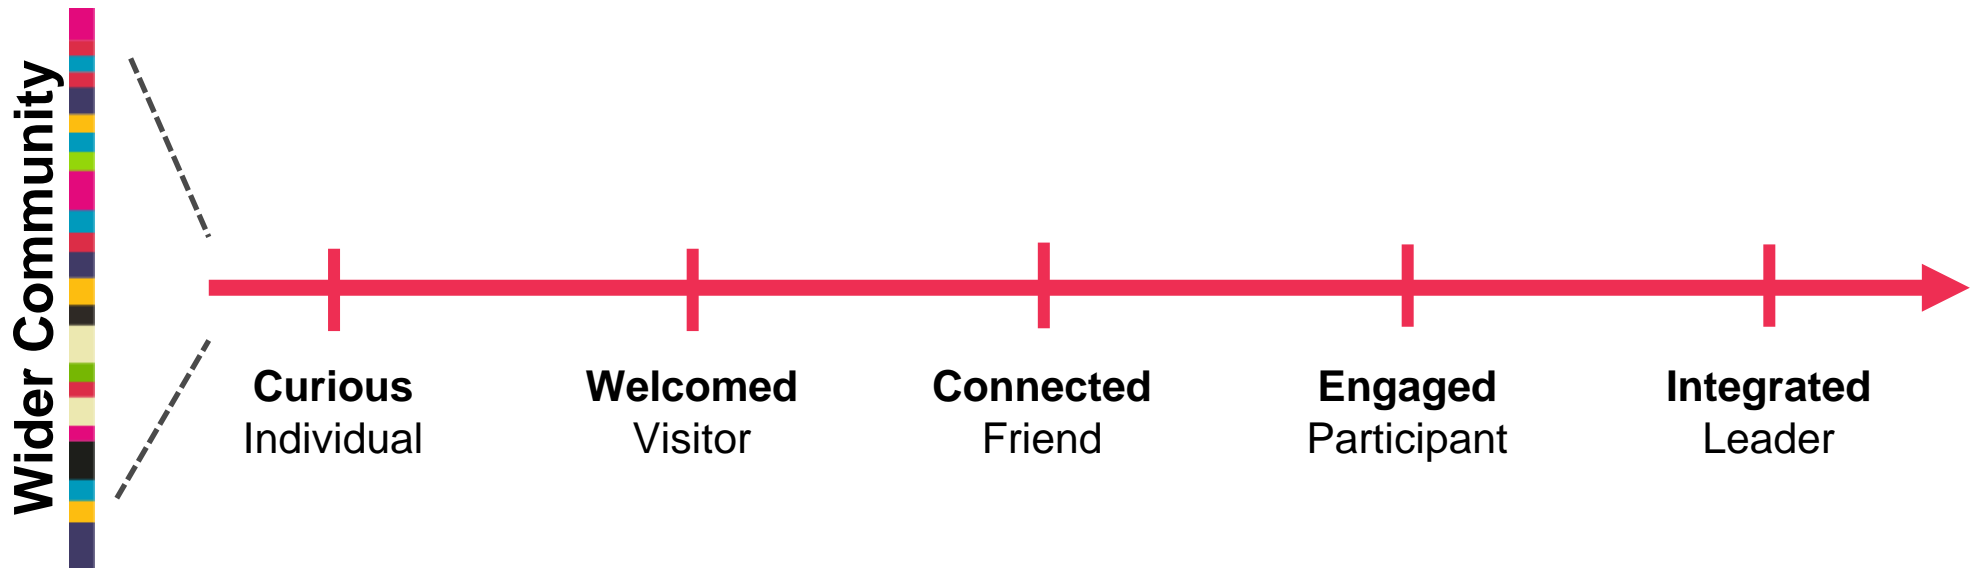 Wider Community
Curious
Individual
Welcomed
Visitor
Connected
Friend
Engaged
Participant
Integrated
Leader